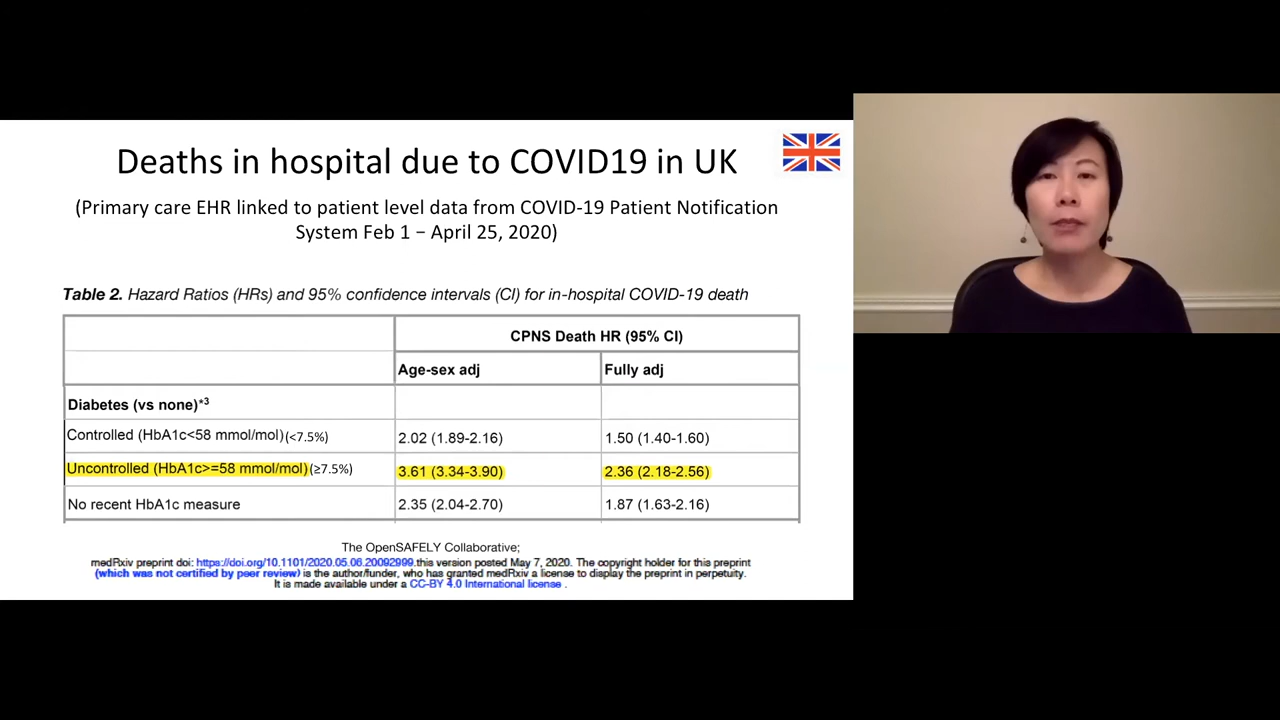 Deaths in hospital due to COVID19 in UK
(Primary care EHR linked to patient level data from COVID-19 Patient Notification
System Feb 1 – April 25, 2020)
Table 2. Hazard Ratios (HRs) and 95% confidence intervals (CI) for in-hospital COVID-19 death
CPNS Death HR (95% CI)
Age-sex adj Fully adj
Diabetes (vs none)*3
Controlled (HbA1c<58 mmol/mol) (<7.5%) 2.02 (1.89-2.16) 1.50 (1.40-1.60)
Uncontrolled (HbA1c>=58 mmol/mol) (≥7.5%) 3.61 (3.34-3.90) 2.36 (2.18-2.56)
No recent HbA1c measure 2.35 (2.04-2.70) 1.87 (1.63-2.16)
The OpenSAFELY Collaborative;
medRxiv preprint doi: https://doi.org/10.1101/2020.05.06.20092999.this version posted May 7, 2020. The copyright holder for this preprint
(which was not certified by peer review) is the author/funder, who has granted medRxiv a license to display the preprint in perpetuity.
It is made available under a CC-BY 4.0 International license .